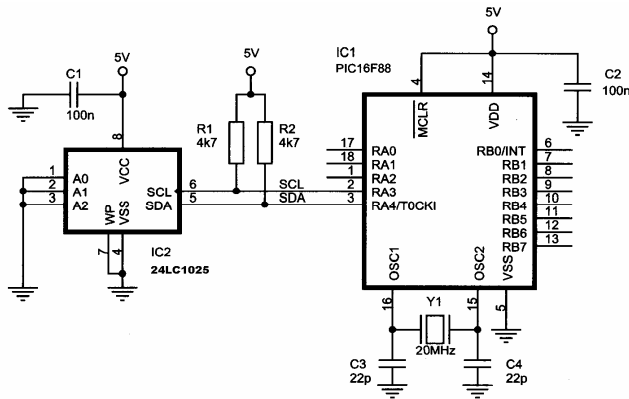 5V
IC1
PIC16F88
5V
5V
C1
100n
C2
100n
4
MCLR
14
VDD
8
VCC
R1
4k7
R2
4k7
17 RA0
18 RA1
1 RA2
2 RA3
3 RA4/T0CKI
RB0/INT 6
RB1 7
RB2 8
RB3 9
RB4 10
RB5 11
RB6 12
RB7 13
1 A0
2 A1
3 A2
SCL 6 SCL
SDA 5 SDA
WP
VSS
7
4
IC2
24LC1025
OSC1
OSC2
VSS
16
15
5
Y1
20MHz
C3
22p
C4
22p